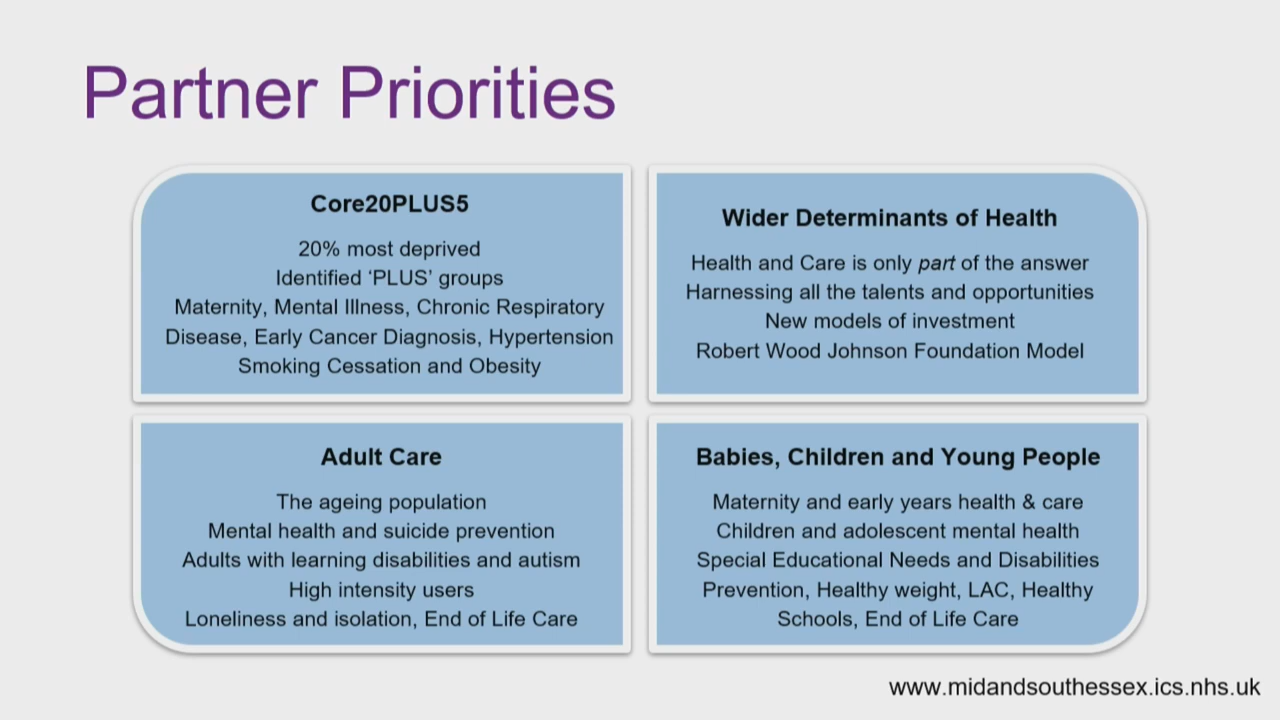 Partner Priorities
Core20PLUS5
20% most deprived
Identified ‘PLUS’ groups
Maternity, Mental Illness, Chronic Respiratory
Disease, Early Cancer Diagnosis, Hypertension
Smoking Cessation and Obesity
Wider Determinants of Health
Health and Care is only part of the answer
Harnessing all the talents and opportunities
New models of investment
Robert Wood Johnson Foundation Model
Adult Care
The ageing population
Mental health and suicide prevention
Adults with learning disabilities and autism
High intensity users
Loneliness and isolation, End of Life Care
Babies, Children and Young People
Maternity and early years health & care
Children and adolescent mental health
Special Educational Needs and Disabilities
Prevention, Healthy weight, LAC, Healthy
Schools, End of Life Care
www.midandsouthessex.ics.nhs.uk